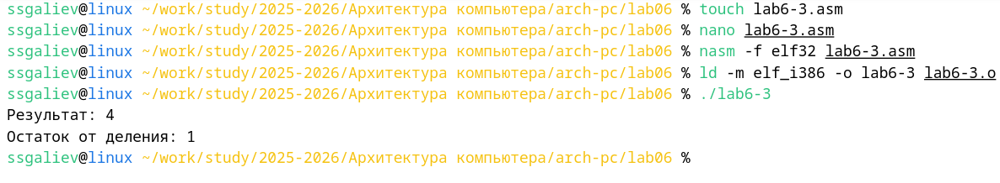 ssgaliev@linux ~/work/study/2025-2026/Архитектура компьютера/arch-pc/lab06 % touch lab6-3.asm
ssgaliev@linux ~/work/study/2025-2026/Архитектура компьютера/arch-pc/lab06 % nano lab6-3.asm
ssgaliev@linux ~/work/study/2025-2026/Архитектура компьютера/arch-pc/lab06 % nasm -f elf32 lab6-3.asm
ssgaliev@linux ~/work/study/2025-2026/Архитектура компьютера/arch-pc/lab06 % ld -m elf_i386 -o lab6-3 lab6-3.o
ssgaliev@linux ~/work/study/2025-2026/Архитектура компьютера/arch-pc/lab06 % ./lab6-3
Результат: 4
Остаток от деления: 1
ssgaliev@linux ~/work/study/2025-2026/Архитектура компьютера/arch-pc/lab06 %